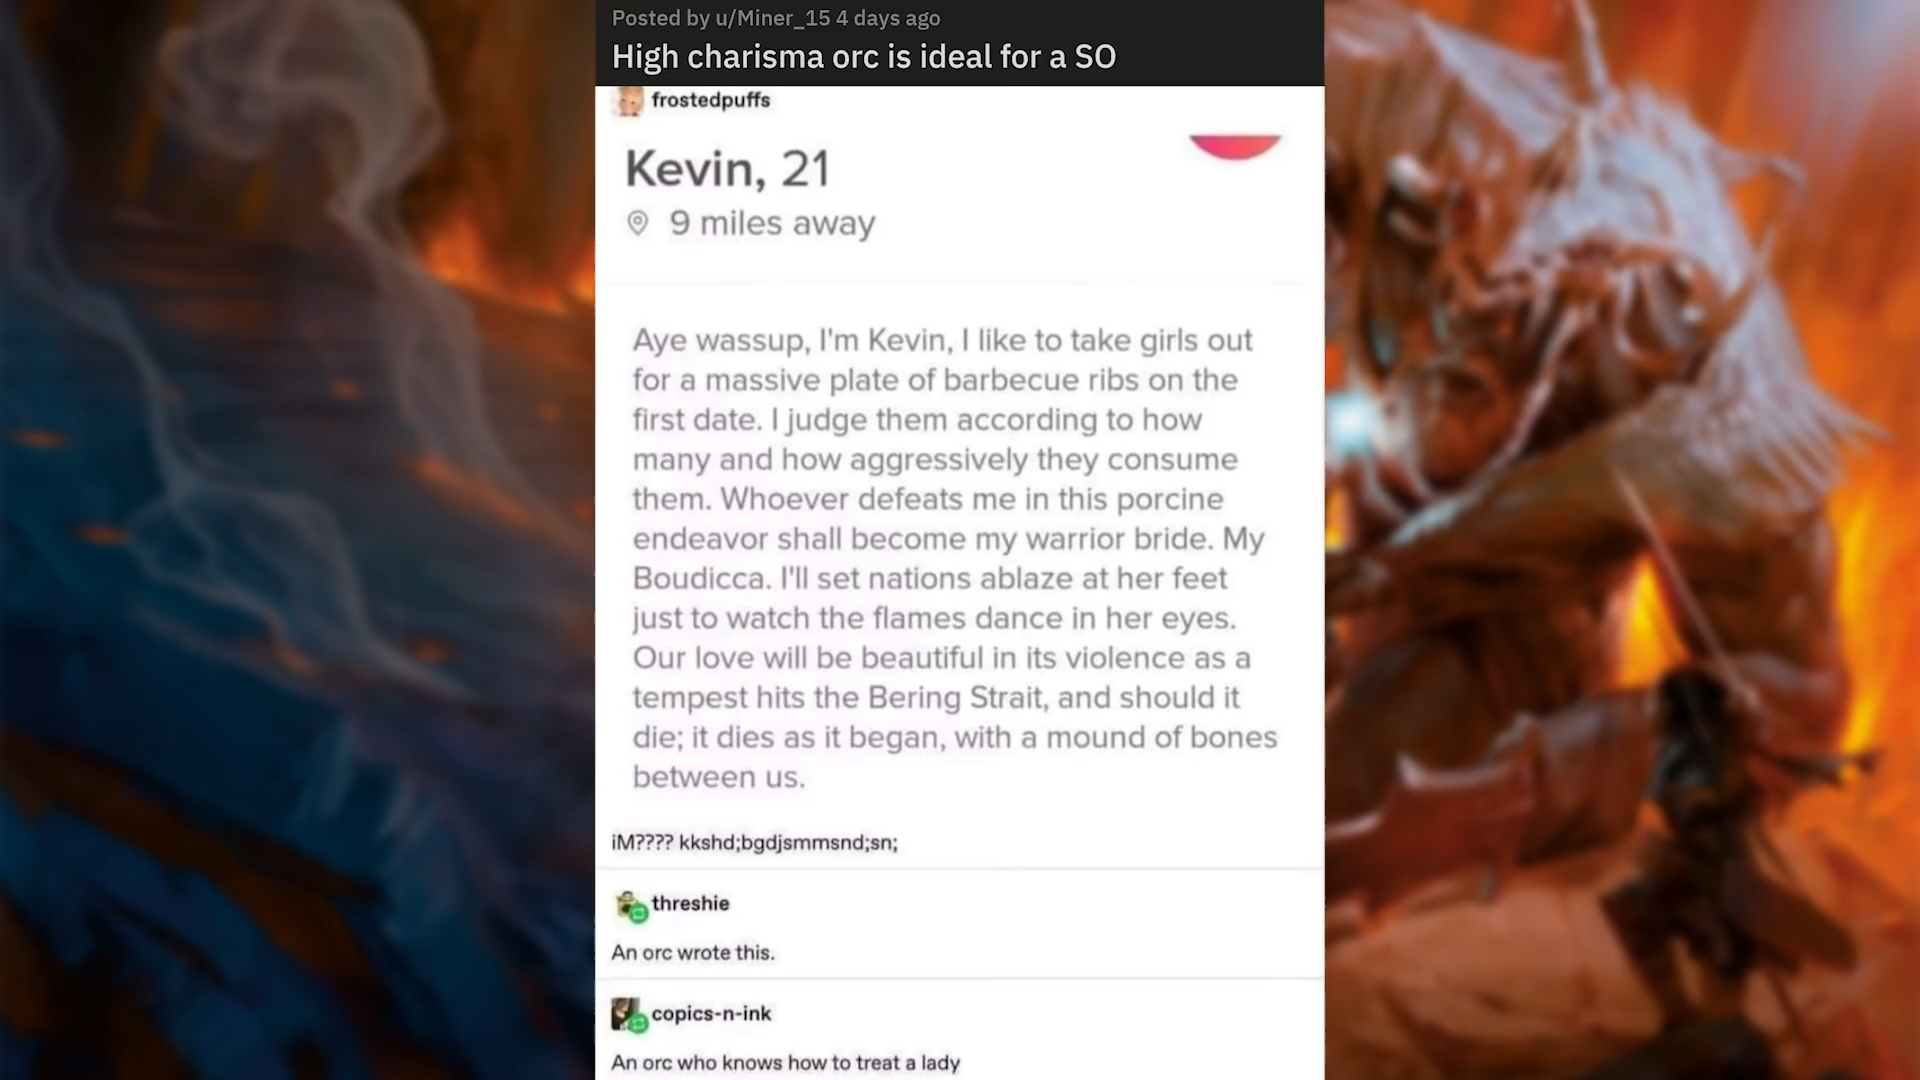 Posted by u/Miner_15 4 days ago
High charisma orc is ideal for a SO
frostedpuffs
Kevin, 21
9 miles away
Aye wassup, I'm Kevin, I like to take girls out
for a massive plate of barbecue ribs on the
first date. I judge them according to how
many and how aggressively they consume
them. Whoever defeats me in this porcine
endeavor shall become my warrior bride. My
Boudicca. I'll set nations ablaze at her feet
just to watch the flames dance in her eyes.
Our love will be beautiful in its violence as a
tempest hits the Bering Strait, and should it
die; it dies as it began, with a mound of bones
between us.
iM???? kkshd;bgdjsmmsnd;sn;
threshie
An orc wrote this.
copics-n-ink
An orc who knows how to treat a lady